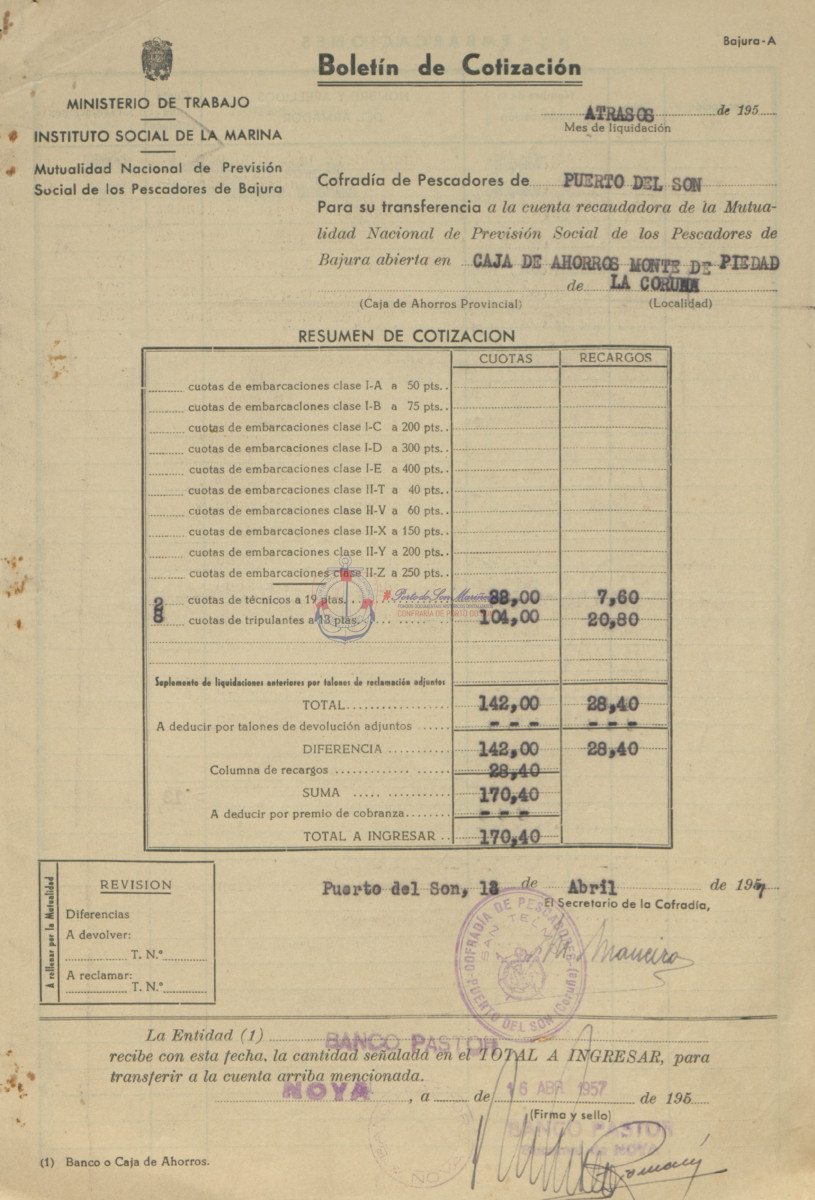 Bajura-A
Boletín de Cotización
MINISTERIO DE TRABAJO
INSTITUTO SOCIAL DE LA MARINA
Mutualidad Nacional de Previsión
Social de los Pescadores de Bajura
ATRASOS de 195
Mes de liquidación
Cofradía de Pescadores de PUERTO DEL SON
Para su transferencia a la cuenta recaudadora de la Mutua-
lidad Nacional de Previsión Social de los Pescadores de
Bajura abierta en CAJA DE AHORROS MONTE DE PIEDAD
de LA CORUÑA
(Caja de Ahorros Provincial) (Localidad)
RESUMEN DE COTIZACION
CUOTAS RECARGOS
cuotas de embarcaciones clase I-A a 50 pts.
cuotas de embarcaciones clase I-B a 75 pts.
cuotas de embarcaciones clase I-C a 200 pts.
cuotas de embarcaciones clase I-D a 300 pts.
cuotas de embarcaciones clase I-E a 400 pts.
cuotas de embarcaciones clase II-T a 40 pts.
cuotas de embarcaciones clase II-V a 60 pts.
cuotas de embarcaciones clase II-X a 150 pts.
cuotas de embarcaciones clase II-Y a 200 pts.
cuotas de embarcaciones clase II-Z a 250 pts.
2 cuotas de técnicos a 19 ptas. 38,00 7,60
8 cuotas de tripulantes a 13 ptas. 104,00 20,80
Porto do Son Mariñeiro
Suplemento de liquidaciones anteriores por talones de reclamación adjuntos
TOTAL 142,00 28,40
A deducir por talones de devolución adjuntos - - - - - -
DIFERENCIA 142,00 28,40
Columna de recargos 28,40
SUMA 170,40
A deducir por premio de cobranza - - -
TOTAL A INGRESAR 170,40
A rellenar por la Mutualidad
REVISION
Diferencias
A devolver:
T. N.º
A reclamar:
T. N.º
Puerto del Son, 13 de Abril de 1957
El Secretario de la Cofradía,
COFRADÍA DE PESCADORES
SAN TELMO
PUERTO DEL SON (Coruña)
Maneiro
La Entidad (1) BANCO PASTOR
recibe con esta fecha. la cantidad señalada en el TOTAL A INGRESAR, para
transferir a la cuenta arriba mencionada.
NOYA, a de 16 ABR 1957 de 195
(Firma y sello)
BANCO PASTOR
NOYA
(1) Banco o Caja de Ahorros.